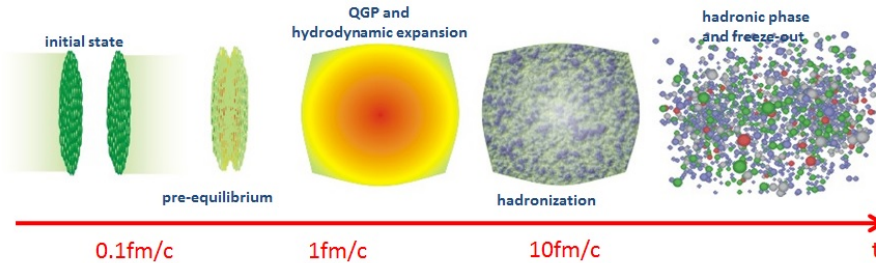 initial state
pre-equilibrium
QGP and
hydrodynamic expansion
hadronization
hadronic phase
and freeze-out
0.1fm/c
1fm/c
10fm/c
t